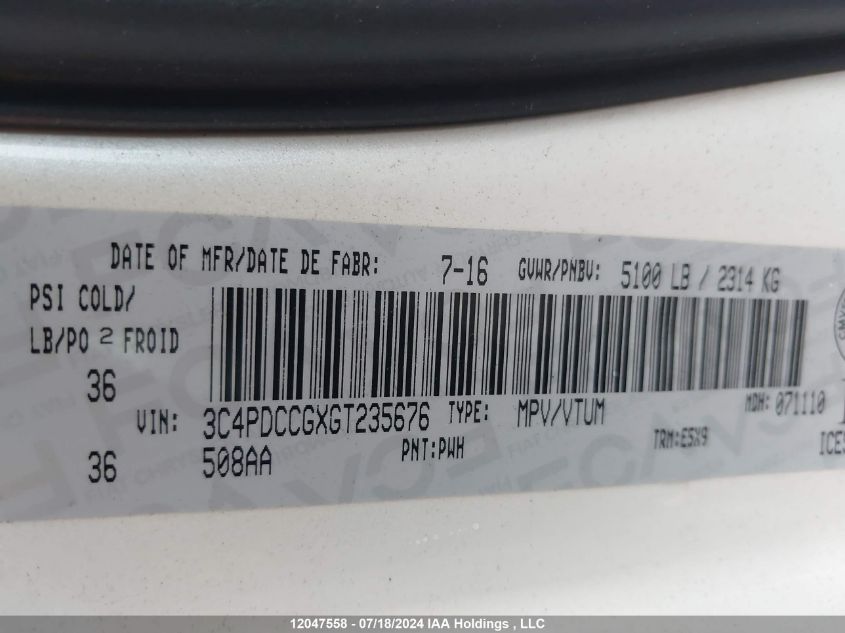 DATE OF MFR/DATE DE FABR: 7-16 GVWR/PNBV: 5100 LB / 2314 KG
PSI COLD/
LB/PO 2 FROID
36
VIN: 3C4PDCCGXGT235676 TYPE: MPV/VTUM MDH: 071110
36 508AA PNT:PWH TRM:E5X9
12047558 - 07/18/2024 IAA Holdings , LLC